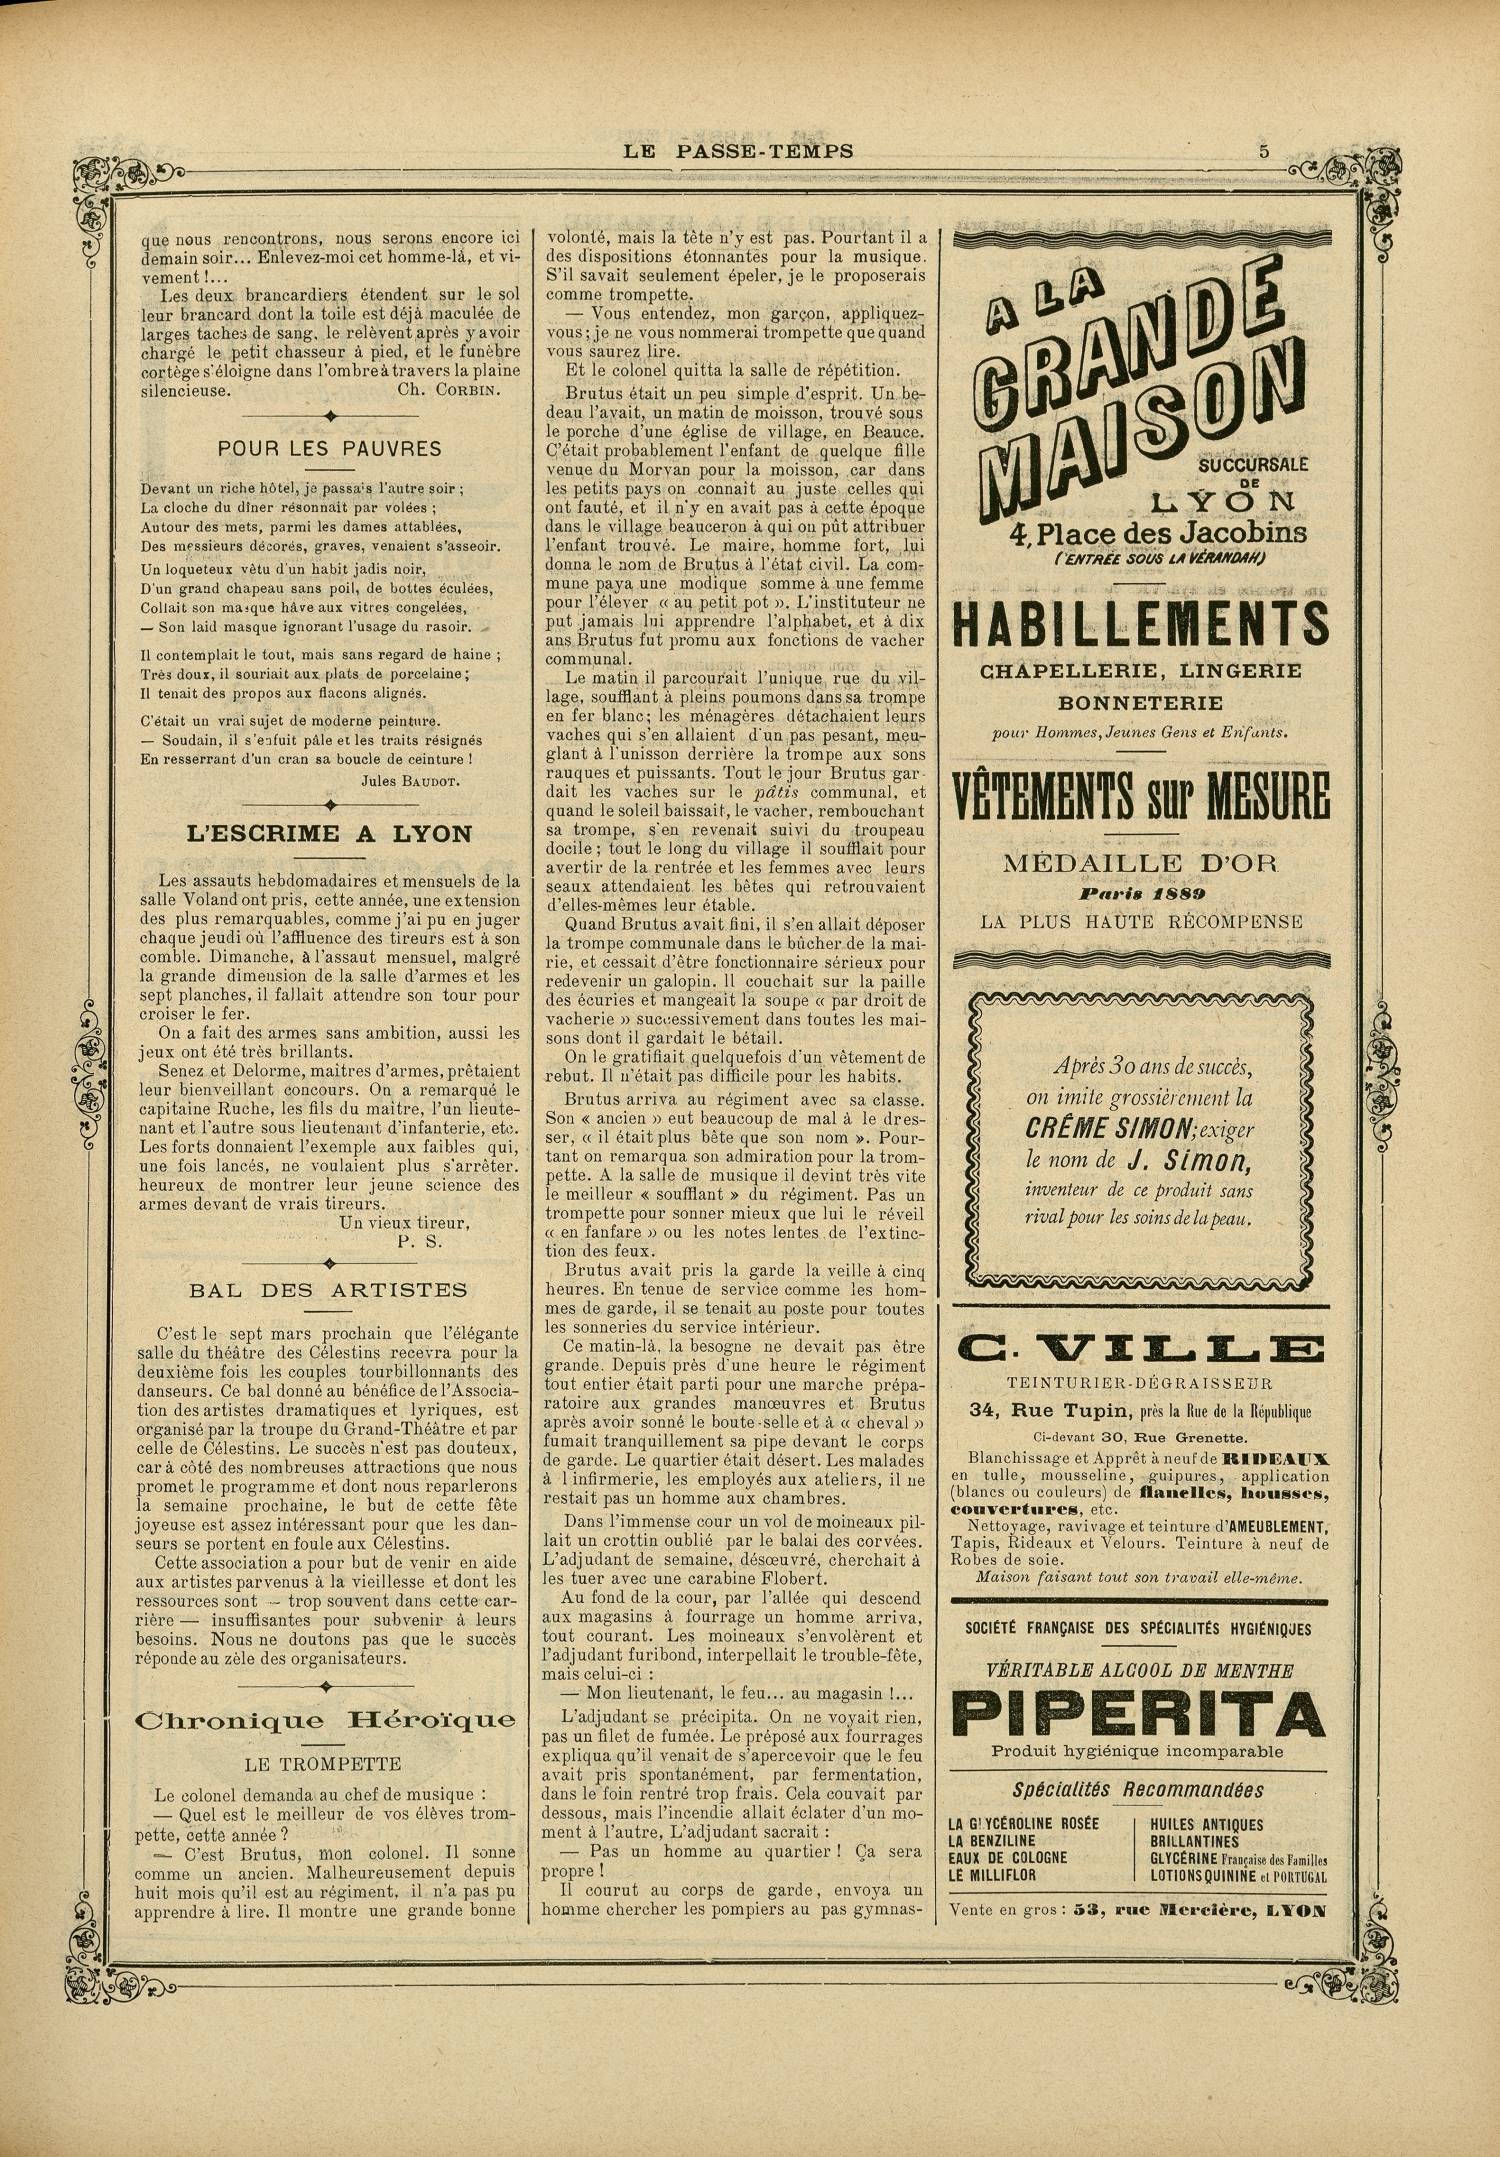 LE PASSE-TEMPS
5
que nous rencontrons, nous serons encore ici
demain soir... Enlevez-moi cet homme-là, et vi-
vement !...
Les deux brancardiers étendent sur le sol
leur brancard dont la toile est déjà maculée de
larges taches de sang, le relèvent après y avoir
chargé le petit chasseur à pied, et le funèbre
cortège s'éloigne dans l'ombre à travers la plaine
silencieuse. Ch. CORBIN.
POUR LES PAUVRES
Devant un riche hôtel, je passais l'autre soir ;
La cloche du dîner résonnait par volées ;
Autour des mets, parmi les dames attablées,
Des messieurs décorés, graves, venaient s'asseoir.
Un loqueteux vêtu d'un habit jadis noir,
D'un grand chapeau sans poil, de bottes éculées,
Collait son masque hâve aux vitres congelées,
— Son laid masque ignorant l'usage du rasoir.
Il contemplait le tout, mais sans regard de haine ;
Très doux, il souriait aux plats de porcelaine ;
Il tenait des propos aux flacons alignés.
C'était un vrai sujet de moderne peinture.
— Soudain, il s'enfuit pâle et les traits résignés
En resserrant d'un cran sa boucle de ceinture !
Jules BAUDOT.
L'ESCRIME A LYON
Les assauts hebdomadaires et mensuels de la
salle Voland ont pris, cette année, une extension
des plus remarquables, comme j'ai pu en juger
chaque jeudi où l'affluence des tireurs est à son
comble. Dimanche, à l'assaut mensuel, malgré
la grande dimension de la salle d'armes et les
sept planches, il fallait attendre son tour pour
croiser le fer.
On a fait des armes sans ambition, aussi les
jeux ont été très brillants.
Senez et Delorme, maîtres d'armes, prêtaient
leur bienveillant concours. On a remarqué le
capitaine Ruche, les fils du maitre, l'un lieute-
nant et l'autre sous lieutenant d'infanterie, etc.
Les forts donnaient l'exemple aux faibles qui,
une fois lancés, ne voulaient plus s'arrêter.
heureux de montrer leur jeune science des
armes devant de vrais tireurs.
Un vieux tireur,
P. S.
BAL DES ARTISTES
C'est le sept mars prochain que l'élégante
salle du théâtre des Célestins recevra pour la
deuxième fois les couples tourbillonnants des
danseurs. Ce bal donné au bénéfice de l'Associa-
tion des artistes dramatiques et lyriques, est
organisé par la troupe du Grand-Théâtre et par
celle de Célestins. Le succès n'est pas douteux,
car à côté des nombreuses attractions que nous
promet le programme et dont nous reparlerons
la semaine prochaine, le but de cette fête
joyeuse est assez intéressant pour que les dan-
seurs se portent en foule aux Célestins.
Cette association a pour but de venir en aide
aux artistes parvenus à la vieillesse et dont les
ressources sont — trop souvent dans cette car-
rière — insuffisantes pour subvenir à leurs
besoins. Nous ne doutons pas que le succès
réponde au zèle des organisateurs.
Chronique Héroïque
LE TROMPETTE
Le colonel demanda au chef de musique :
— Quel est le meilleur de vos élèves trom-
pette, cette année ?
— C'est Brutus, mon colonel. Il sonne
comme un ancien. Malheureusement depuis
huit mois qu'il est au régiment, il n'a pas pu
apprendre à lire. Il montre une grande bonne
volonté, mais la tête n'y est pas. Pourtant il a
des dispositions étonnantes pour la musique.
S'il savait seulement épeler, je le proposerais
comme trompette.
— Vous entendez, mon garçon, appliquez-
vous ; je ne vous nommerai trompette que quand
vous saurez lire.
Et le colonel quitta la salle de répétition.
Brutus était un peu simple d'esprit. Un be-
deau l'avait, un matin de moisson, trouvé sous
le porche d'une église de village, en Beauce.
C'était probablement l'enfant de quelque fille
venue du Morvan pour la moisson, car dans
les petits pays on connait au juste celles qui
ont fauté, et il n'y en avait pas à cette époque
dans le village beauceron à qui on pût attribuer
l'enfant trouvé. Le maire, homme fort, lui
donna le nom de Brutus à l'état civil. La com-
mune paya une modique somme à une femme
pour l'élever « au petit pot ». L'instituteur ne
put jamais lui apprendre l'alphabet, et à dix
ans Brutus fut promu aux fonctions de vacher
communal.
Le matin il parcourait l'unique rue du vil-
lage, soufflant à pleins poumons dans sa trompe
en fer blanc; les ménagères détachaient leurs
vaches qui s'en allaient d'un pas pesant, meu-
glant à l'unisson derrière la trompe aux sons
rauques et puissants. Tout le jour Brutus gar-
dait les vaches sur le pâtis communal, et
quand le soleil baissait, le vacher, rembouchant
sa trompe, s'en revenait suivi du troupeau
docile ; tout le long du village il soufflait pour
avertir de la rentrée et les femmes avec leurs
seaux attendaient les bêtes qui retrouvaient
d'elles-mêmes leur étable.
Quand Brutus avait fini, il s'en allait déposer
la trompe communale dans le bûcher de la mai-
rie, et cessait d'être fonctionnaire sérieux pour
redevenir un galopin. Il couchait sur la paille
des écuries et mangeait la soupe « par droit de
vacherie » successivement dans toutes les mai-
sons dont il gardait le bétail.
On le gratifiait quelquefois d'un vêtement de
rebut. Il n'était pas difficile pour les habits.
Brutus arriva au régiment avec sa classe.
Son « ancien » eut beaucoup de mal à le dres-
ser, « il était plus bête que son nom ». Pour-
tant on remarqua son admiration pour la trom-
pette. A la salle de musique il devint très vite
le meilleur « soufflant » du régiment. Pas un
trompette pour sonner mieux que lui le réveil
« en fanfare » ou les notes lentes de l'extinc-
tion des feux.
Brutus avait pris la garde la veille à cinq
heures. En tenue de service comme les hom-
mes de garde, il se tenait au poste pour toutes
les sonneries du service intérieur.
Ce matin-là, la besogne ne devait pas être
grande. Depuis près d'une heure le régiment
tout entier était parti pour une marche prépa-
ratoire aux grandes manœuvres et Brutus
après avoir sonné le boute-selle et à « cheval »
fumait tranquillement sa pipe devant le corps
de garde. Le quartier était désert. Les malades
à l'infirmerie, les employés aux ateliers, il ne
restait pas un homme aux chambres.
Dans l'immense cour un vol de moineaux pil-
lait un crottin oublié par le balai des corvées.
L'adjudant de semaine, désœuvré, cherchait à
les tuer avec une carabine Flobert.
Au fond de la cour, par l'allée qui descend
aux magasins à fourrage un homme arriva,
tout courant. Les moineaux s'envolèrent et
l'adjudant furibond, interpellait le trouble-fête,
mais celui-ci :
— Mon lieutenant, le feu... au magasin !...
L'adjudant se précipita. On ne voyait rien,
pas un filet de fumée. Le préposé aux fourrages
expliqua qu'il venait de s'apercevoir que le feu
avait pris spontanément, par fermentation,
dans le foin rentré trop frais. Cela couvait par
dessous, mais l'incendie allait éclater d'un mo-
ment à l'autre, L'adjudant sacrait :
— Pas un homme au quartier ! Ça sera
propre !
Il courut au corps de garde, envoya un
homme chercher les pompiers au pas gymnas-
A LA
GRANDE
MAISON
SUCCURSALE
DE
LYON
4, Place des Jacobins
(ENTRÉE SOUS LA VÉRANDAH)
HABILLEMENTS
CHAPELLERIE, LINGERIE
BONNETERIE
pour Hommes, Jeunes Gens et Enfants.
VÊTEMENTS sur MESURE
MÉDAILLE D'OR
Paris 1889
LA PLUS HAUTE RÉCOMPENSE
Après 30 ans de succès,
on imite grossièrement la
CRÊME SIMON; exiger
le nom de J. Simon,
inventeur de ce produit sans
rival pour les soins de la peau.
C. VILLE
TEINTURIER-DÉGRAISSEUR
34, Rue Tupin, près la Rue de la République
Ci-devant 30, Rue Grenette.
Blanchissage et Apprêt à neuf de RIDEAUX
en tulle, mousseline, guipures, application
(blancs ou couleurs) de flanelles, housses,
couvertures, etc.
Nettoyage, ravivage et teinture d'AMEUBLEMENT,
Tapis, Rideaux et Velours. Teinture à neuf de
Robes de soie.
Maison faisant tout son travail elle-même.
SOCIÉTÉ FRANÇAISE DES SPÉCIALITÉS HYGIÉNIQUES
VÉRITABLE ALCOOL DE MENTHE
PIPERITA
Produit hygiénique incomparable
Spécialités Recommandées
LA GLYCÉROLINE ROSÉE
LA BENZILINE
EAUX DE COLOGNE
LE MILLIFLOR
HUILES ANTIQUES
BRILLANTINES
GLYCÉRINE Française des Familles
LOTIONS QUININE et PORTUGAL
Vente en gros : 53, rue Mercière, LYON